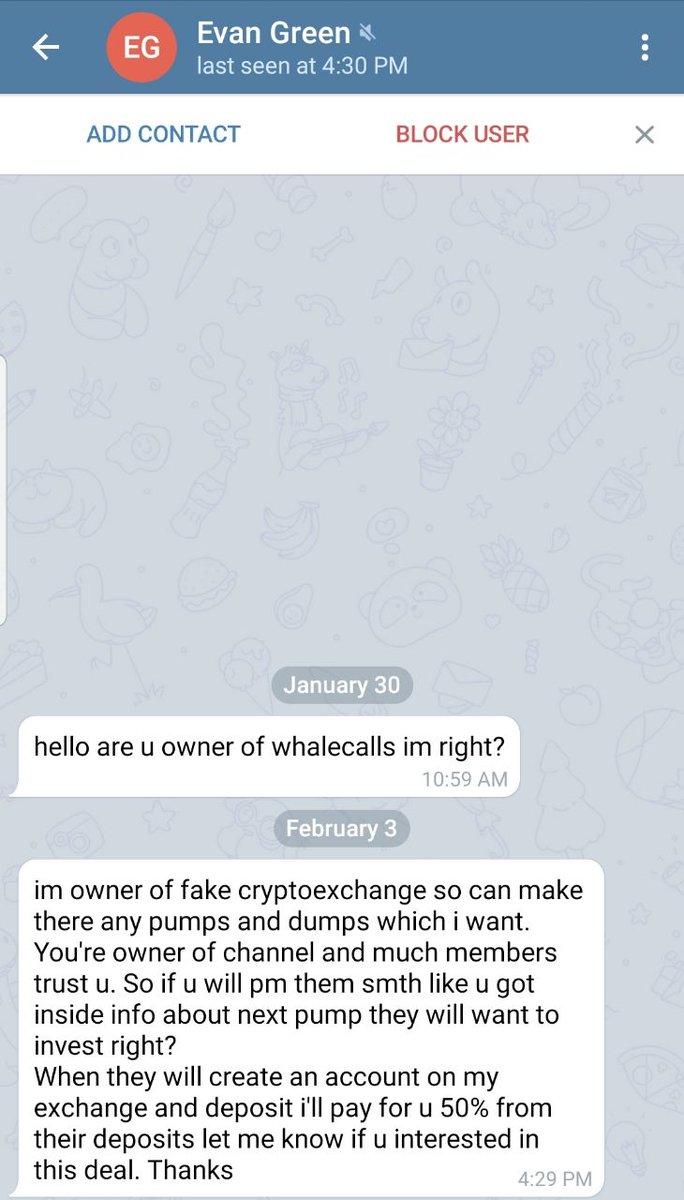 EG
Evan Green
last seen at 4:30 PM
ADD CONTACT
BLOCK USER
January 30
hello are u owner of whalecalls im right?
10:59 AM
February 3
im owner of fake cryptoexchange so can make
there any pumps and dumps which i want.
You're owner of channel and much members
trust u. So if u will pm them smth like u got
inside info about next pump they will want to
invest right?
When they will create an account on my
exchange and deposit i'll pay for u 50% from
their deposits let me know if u interested in
this deal. Thanks
4:29 PM